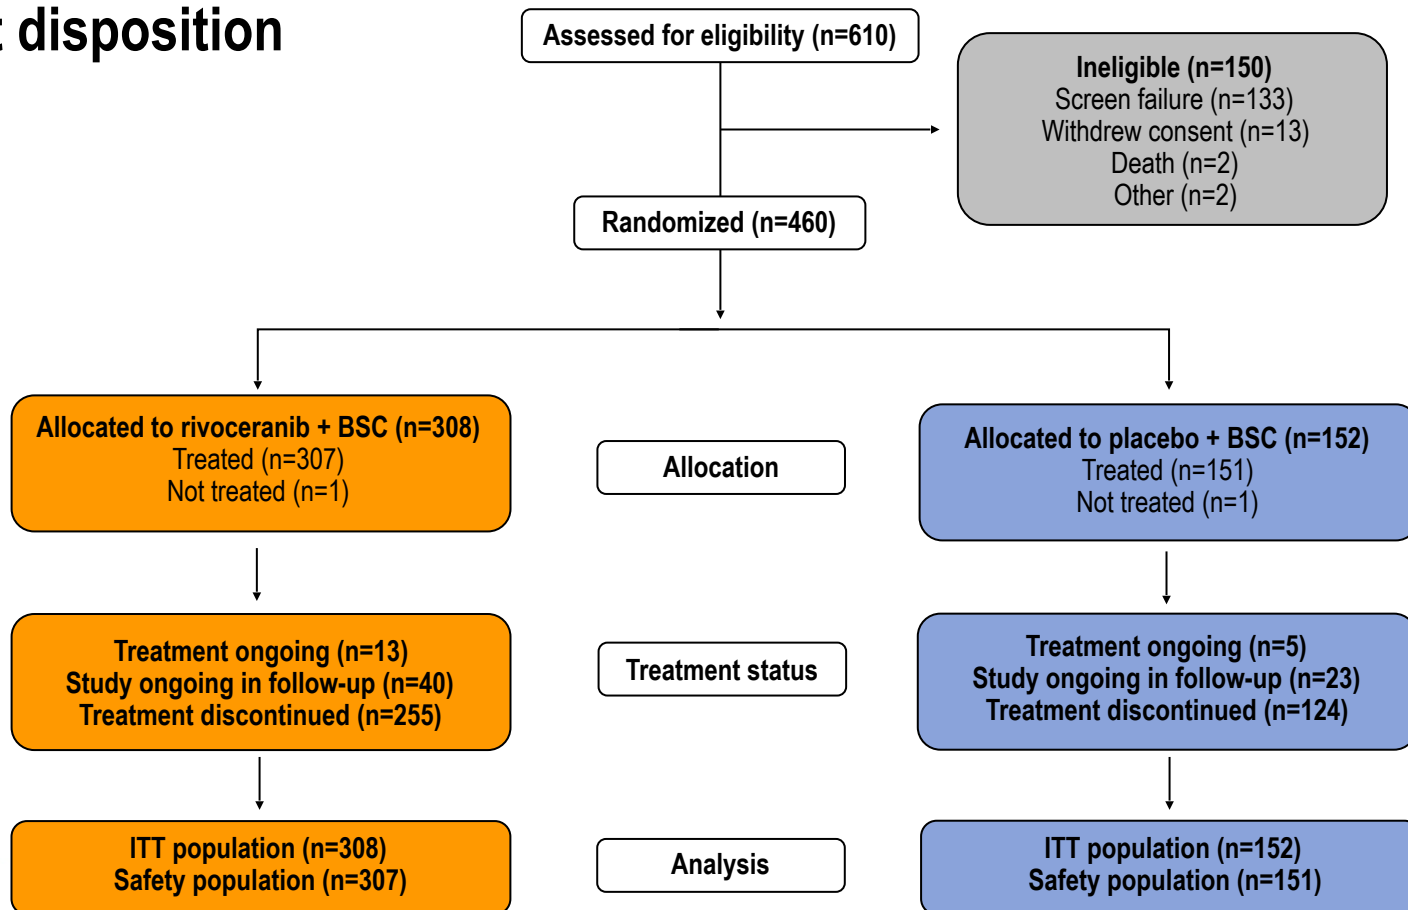 t disposition
Assessed for eligibility (n=610)
Ineligible (n=150)
Screen failure (n=133)
Withdrew consent (n=13)
Death (n=2)
Other (n=2)
Randomized (n=460)
Allocated to rivoceranib + BSC (n=308)
Treated (n=307)
Not treated (n=1)
Allocation
Allocated to placebo + BSC (n=152)
Treated (n=151)
Not treated (n=1)
Treatment ongoing (n=13)
Study ongoing in follow-up (n=40)
Treatment discontinued (n=255)
Treatment status
Treatment ongoing (n=5)
Study ongoing in follow-up (n=23)
Treatment discontinued (n=124)
ITT population (n=308)
Safety population (n=307)
Analysis
ITT population (n=152)
Safety population (n=151)